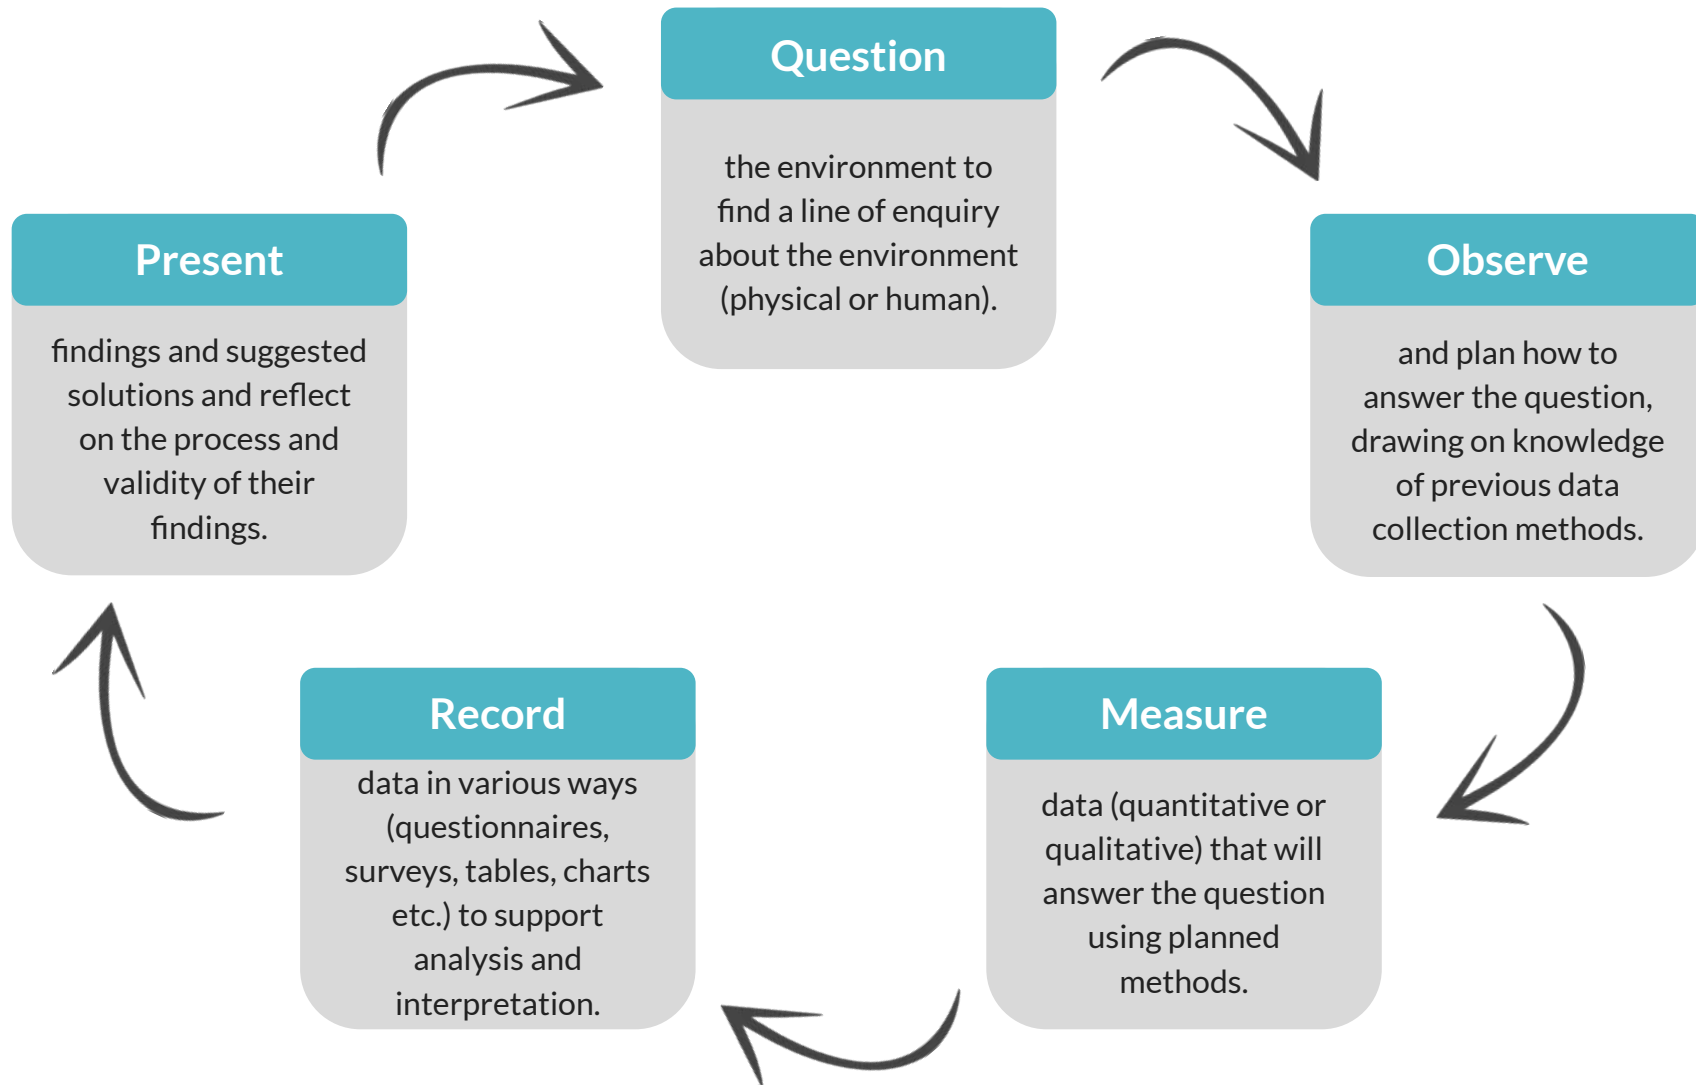 Question
the environment to
find a line of enquiry
about the environment
(physical or human).
Observe
and plan how to
answer the question,
drawing on knowledge
of previous data
collection methods.
Measure
data (quantitative or
qualitative) that will
answer the question
using planned
methods.
Record
data in various ways
(questionnaires,
surveys, tables, charts
etc.) to support
analysis and
interpretation.
Present
findings and suggested
solutions and reflect
on the process and
validity of their
findings.